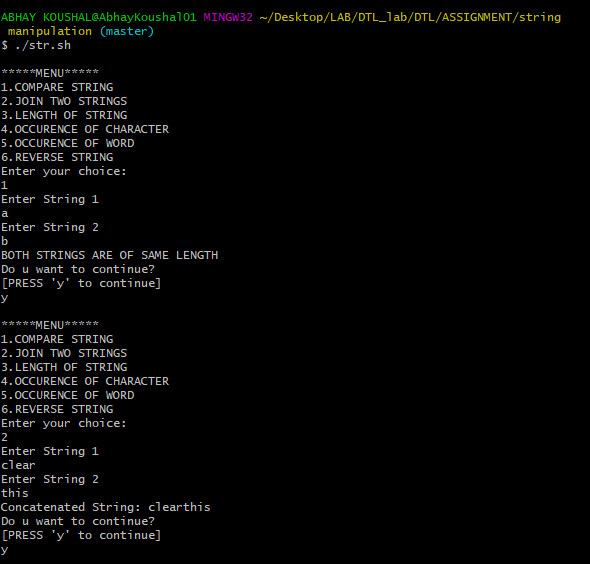 ABHAY KOUSHAL@AbhayKoushal01 MINGW32 ~/Desktop/LAB/DTL_lab/DTL/ASSIGNMENT/string
manipulation (master)
$ ./str.sh
*****MENU*****
1.COMPARE STRING
2.JOIN TWO STRINGS
3.LENGTH OF STRING
4.OCCURENCE OF CHARACTER
5.OCCURENCE OF WORD
6.REVERSE STRING
Enter your choice:
1
Enter String 1
a
Enter String 2
b
BOTH STRINGS ARE OF SAME LENGTH
Do u want to continue?
[PRESS 'y' to continue]
y
*****MENU*****
1.COMPARE STRING
2.JOIN TWO STRINGS
3.LENGTH OF STRING
4.OCCURENCE OF CHARACTER
5.OCCURENCE OF WORD
6.REVERSE STRING
Enter your choice:
2
Enter String 1
clear
Enter String 2
this
Concatenated String: clearthis
Do u want to continue?
[PRESS 'y' to continue]
y